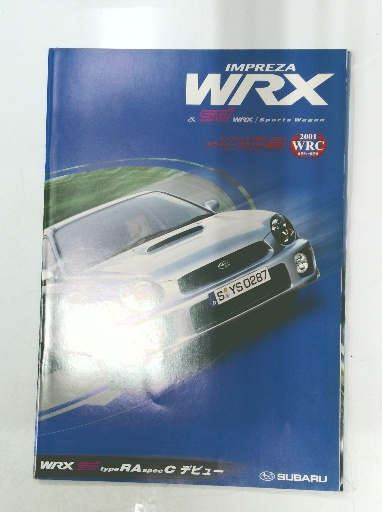 IMPREZA
WRX
& STi WRX / Sports Wagon
2001
WRC
S YS 0287
WRX STi type RA spec C デビュー
SUBARU